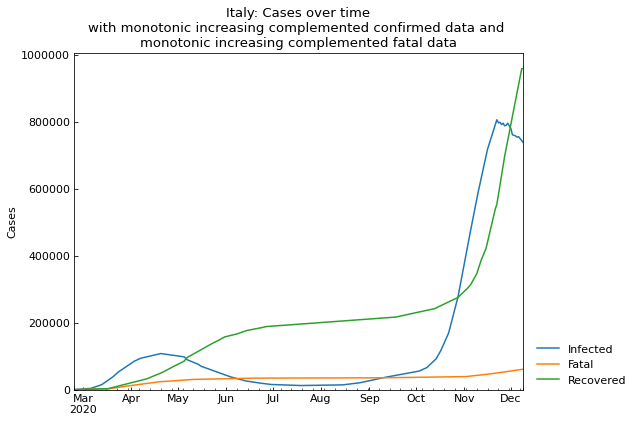 Italy: Cases over time
with monotonic increasing complemented confirmed data and
monotonic increasing complemented fatal data
1000000
800000
600000
400000
200000
0
Cases
Mar
2020
Apr
May
Jun
Jul
Aug
Sep
Oct
Nov
Dec
Infected
Fatal
Recovered